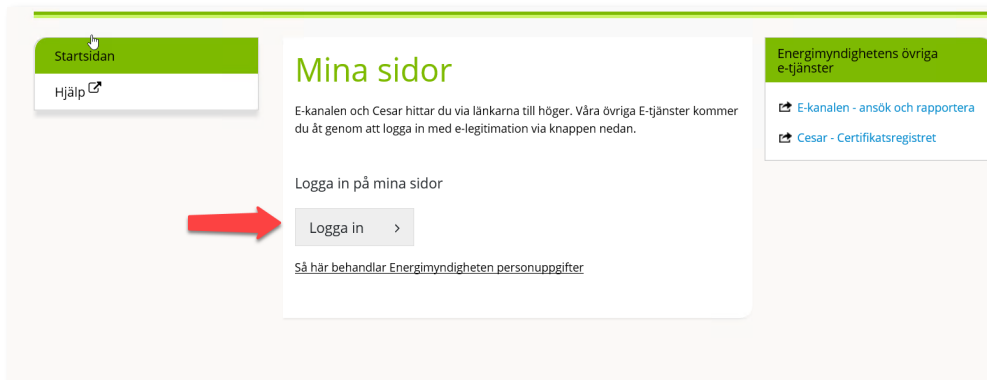 Startsidan
Hjälp
Mina sidor
E-kanalen och Cesar hittar du via länkarna till höger. Våra övriga E-tjänster kommer
du åt genom att logga in med e-legitimation via knappen nedan.
Logga in på mina sidor
Logga in
Så här behandlar Energimyndigheten personuppgifter
Energimyndighetens övriga
e-tjänster
E-kanalen - ansök och rapportera
Cesar - Certifikatsregistret